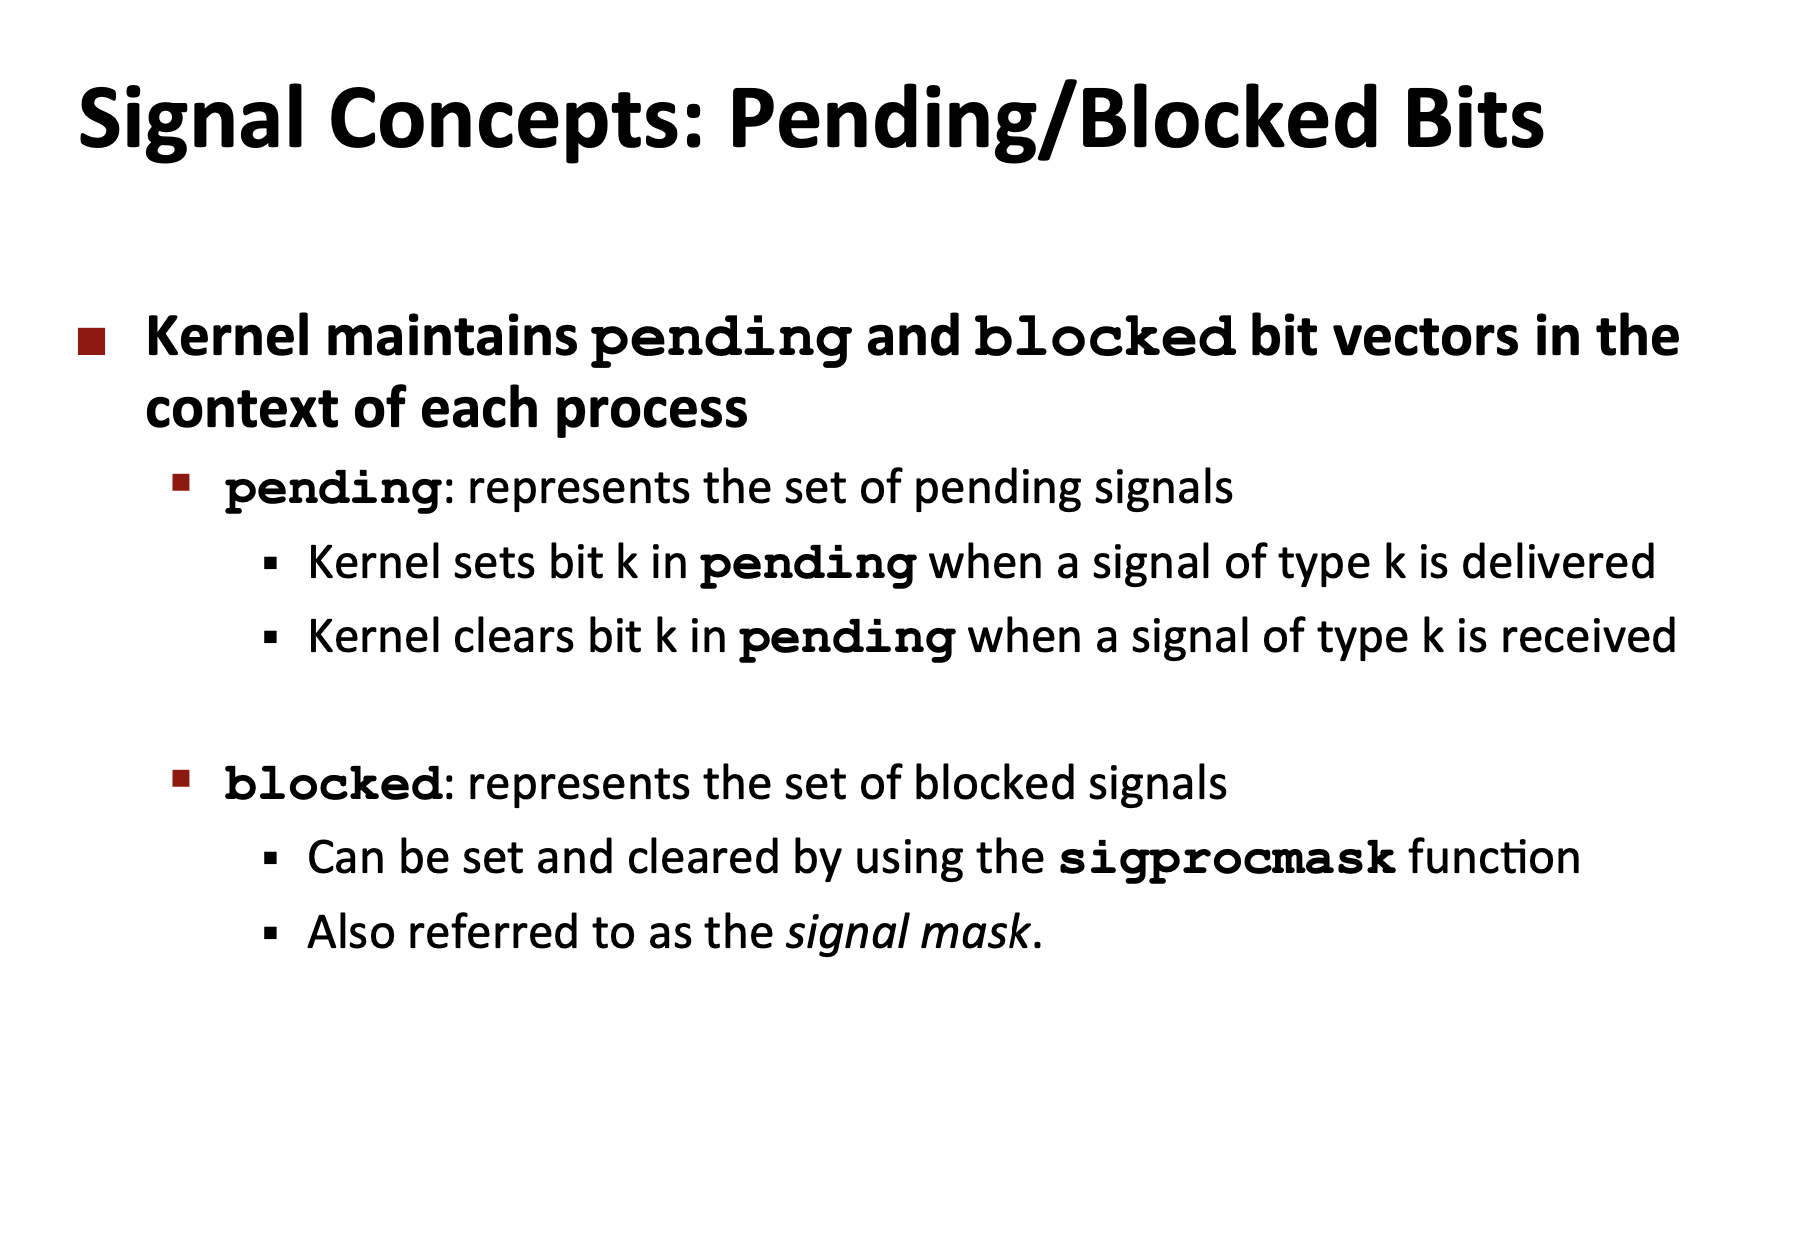 Signal Concepts: Pending/Blocked Bits
Kernel maintains pending and blocked bit vectors in the
context of each process
pending: represents the set of pending signals
Kernel sets bit k in pending when a signal of type k is delivered
Kernel clears bit k in pending when a signal of type k is received
blocked: represents the set of blocked signals
Can be set and cleared by using the sigprocmask function
Also referred to as the signal mask.